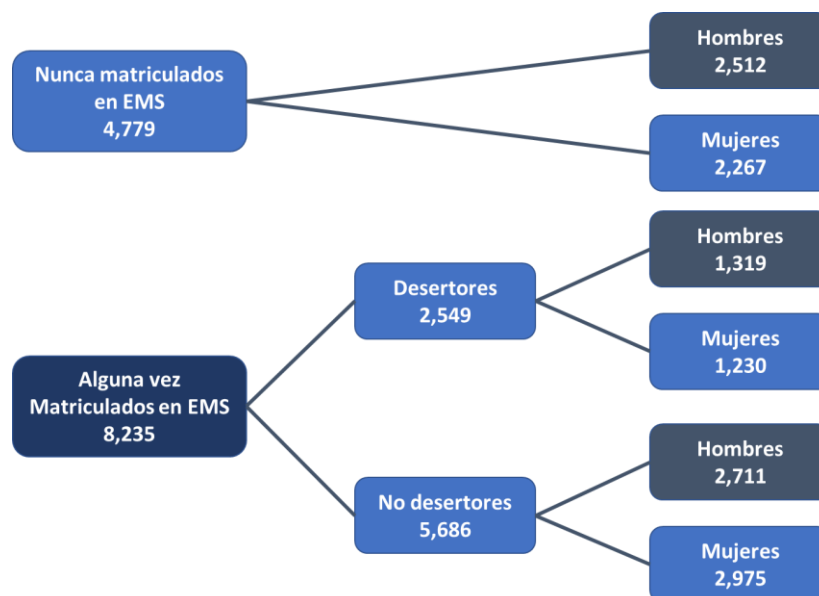 Nunca matriculados
en EMS
4,779
Hombres
2,512
Mujeres
2,267
Alguna vez
Matriculados en EMS
8,235
Desertores
2,549
Hombres
1,319
Mujeres
1,230
No desertores
5,686
Hombres
2,711
Mujeres
2,975